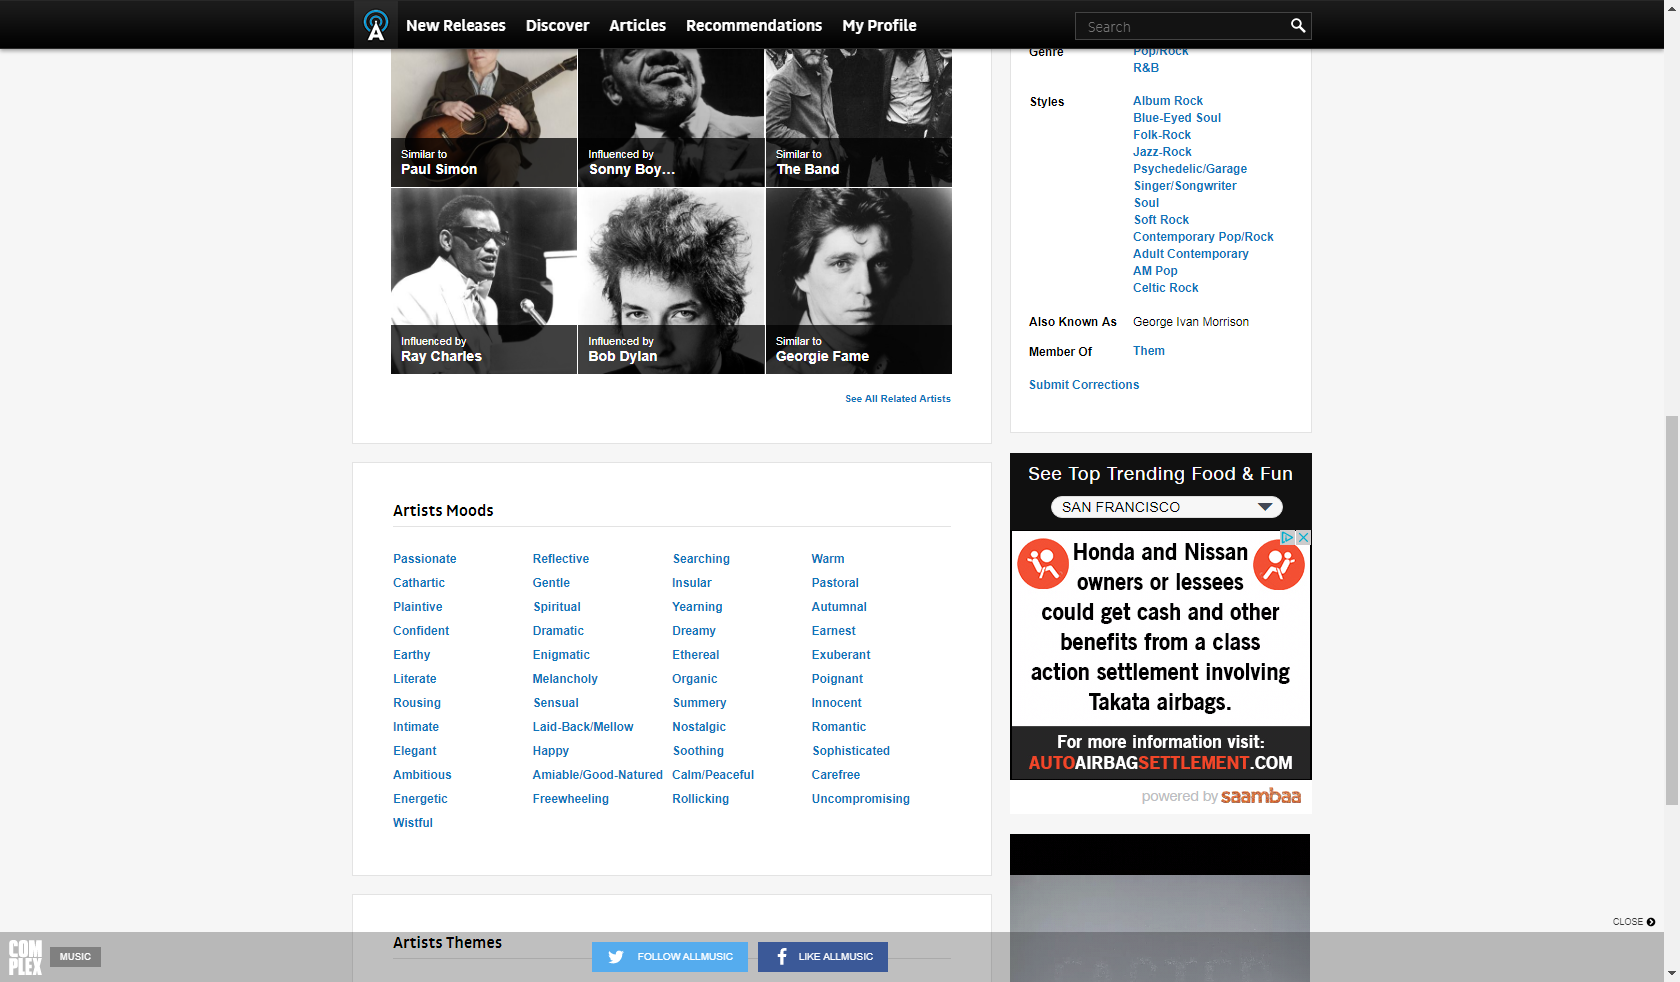 New Releases Discover Articles Recommendations My Profile Search
Similar to
Paul Simon
Influenced by
Sonny Boy...
Similar to
The Band
Influenced by
Ray Charles
Influenced by
Bob Dylan
Similar to
Georgie Fame
See All Related Artists
Genre Pop/Rock
R&B
Styles Album Rock
Blue-Eyed Soul
Folk-Rock
Jazz-Rock
Psychedelic/Garage
Singer/Songwriter
Soul
Soft Rock
Contemporary Pop/Rock
Adult Contemporary
AM Pop
Celtic Rock
Also Known As George Ivan Morrison
Member Of Them
Submit Corrections
Artists Moods
Passionate Reflective Searching Warm
Cathartic Gentle Insular Pastoral
Plaintive Spiritual Yearning Autumnal
Confident Dramatic Dreamy Earnest
Earthy Enigmatic Ethereal Exuberant
Literate Melancholy Organic Poignant
Rousing Sensual Summery Innocent
Intimate Laid-Back/Mellow Nostalgic Romantic
Elegant Happy Soothing Sophisticated
Ambitious Amiable/Good-Natured Calm/Peaceful Carefree
Energetic Freewheeling Rollicking Uncompromising
Wistful
See Top Trending Food & Fun
SAN FRANCISCO
Honda and Nissan
owners or lessees
could get cash and other
benefits from a class
action settlement involving
Takata airbags.
For more information visit:
AUTOAIRBAGSETTLEMENT.COM
powered by saambaa
Artists Themes
CLOSE
COM
PLEX
MUSIC
FOLLOW ALLMUSIC
LIKE ALLMUSIC